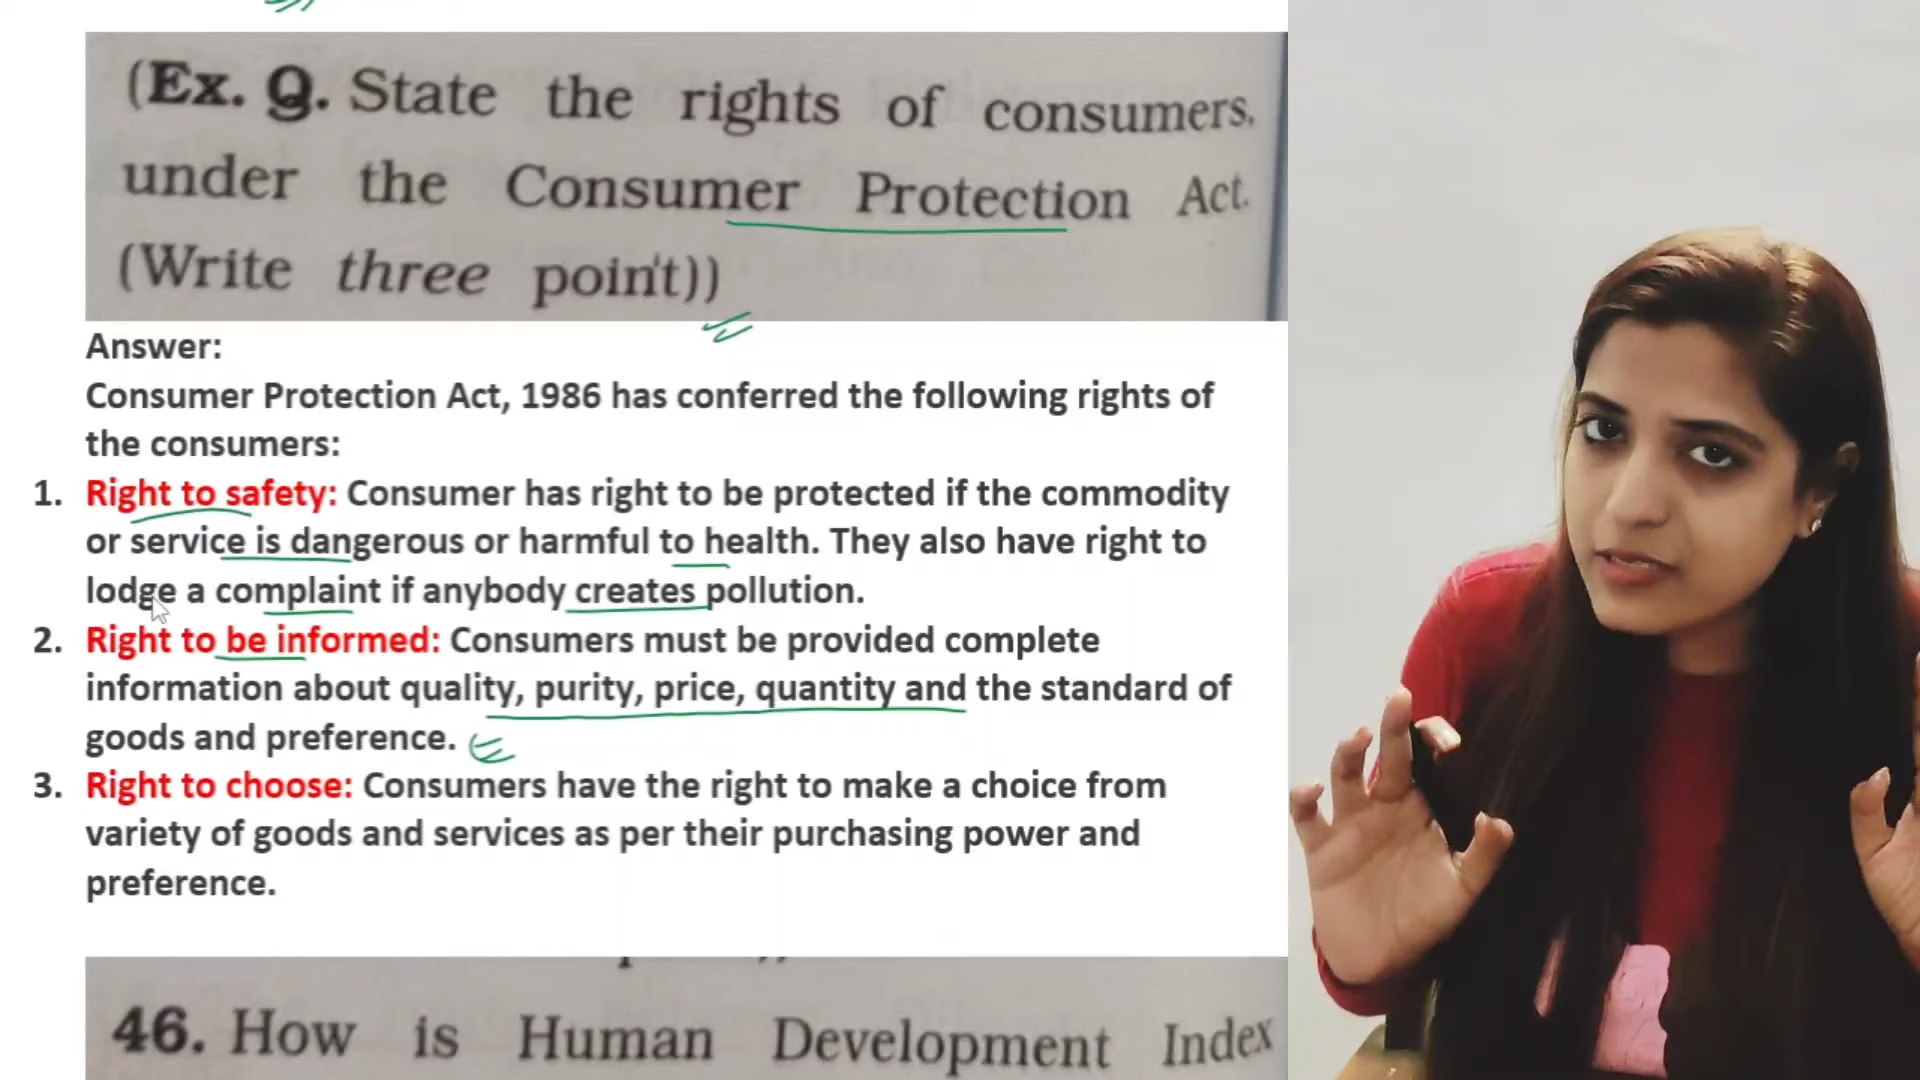 (Ex. Q. State the rights of consumers,
under the Consumer Protection Act.
(Write three point))
Answer:
Consumer Protection Act, 1986 has conferred the following rights of
the consumers:
1. Right to safety: Consumer has right to be protected if the commodity
or service is dangerous or harmful to health. They also have right to
lodge a complaint if anybody creates pollution.
2. Right to be informed: Consumers must be provided complete
information about quality, purity, price, quantity and the standard of
goods and preference.
3. Right to choose: Consumers have the right to make a choice from
variety of goods and services as per their purchasing power and
preference.
46. How is Human Development Index